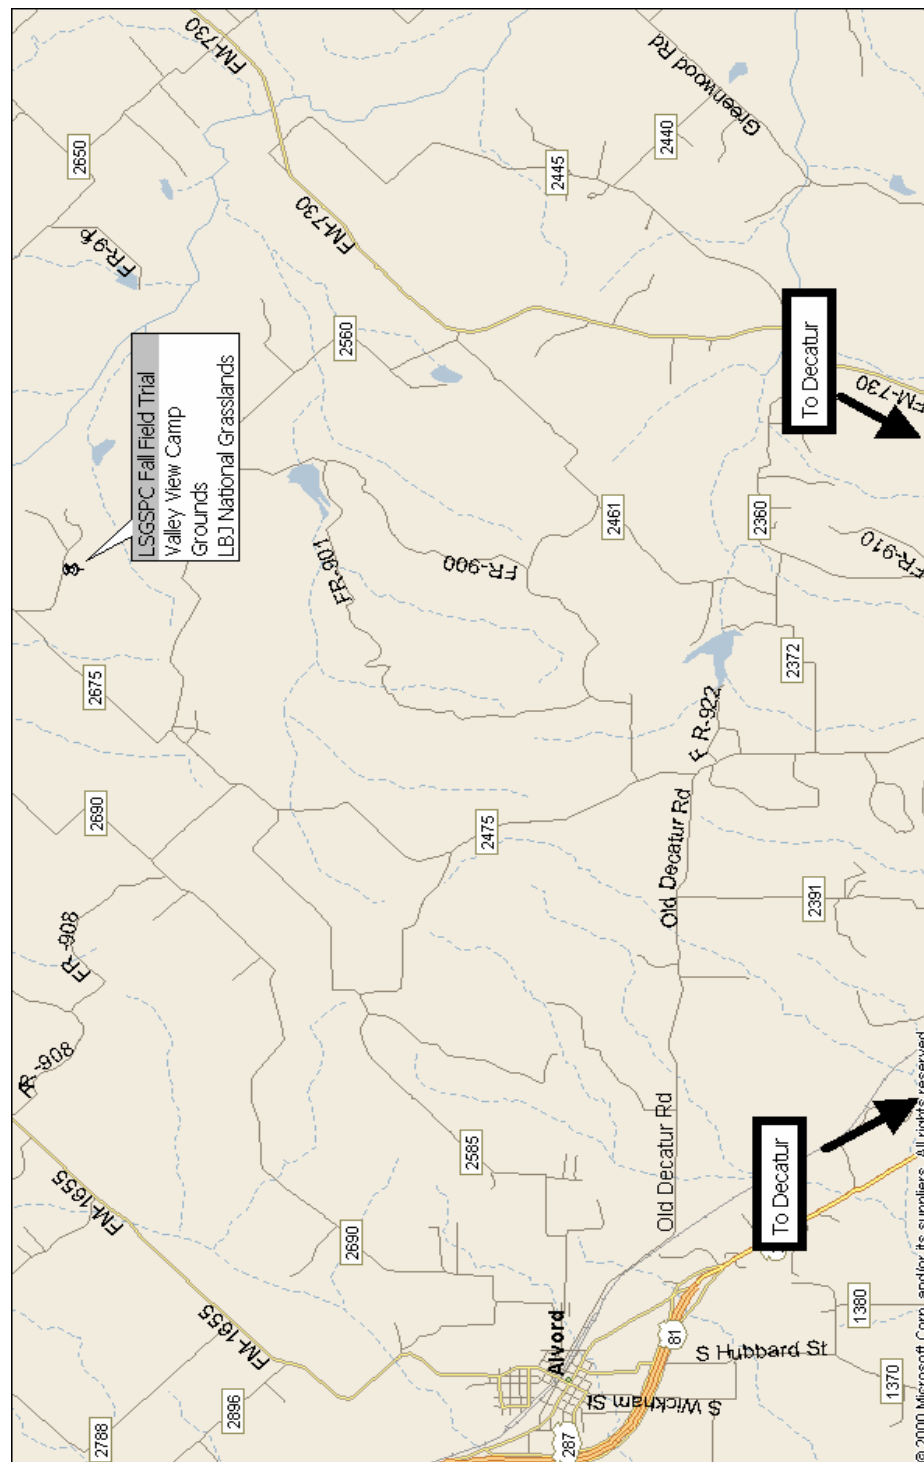 FM-1655
FM-1655
2788
2896
2690
287
Alvord
S Wickham St
81
S Hubbard St
1370
1380
2585
Old Decatur Rd
To Decatur
-908
FR -908
2690
2475
Old Decatur Rd
2391
2675
FR-901
FR-900
2461
F R-922
2372
2360
FR-910
LSGSPC Fall Field Trial
Valley View Camp
Grounds
LBJ National Grasslands
2560
2650
FM-730
FM-730
2445
2440
Greenwood Rd
To Decatur
FM-730
© 2000 Microsoft Corp. and/or its suppliers. All rights reserved.